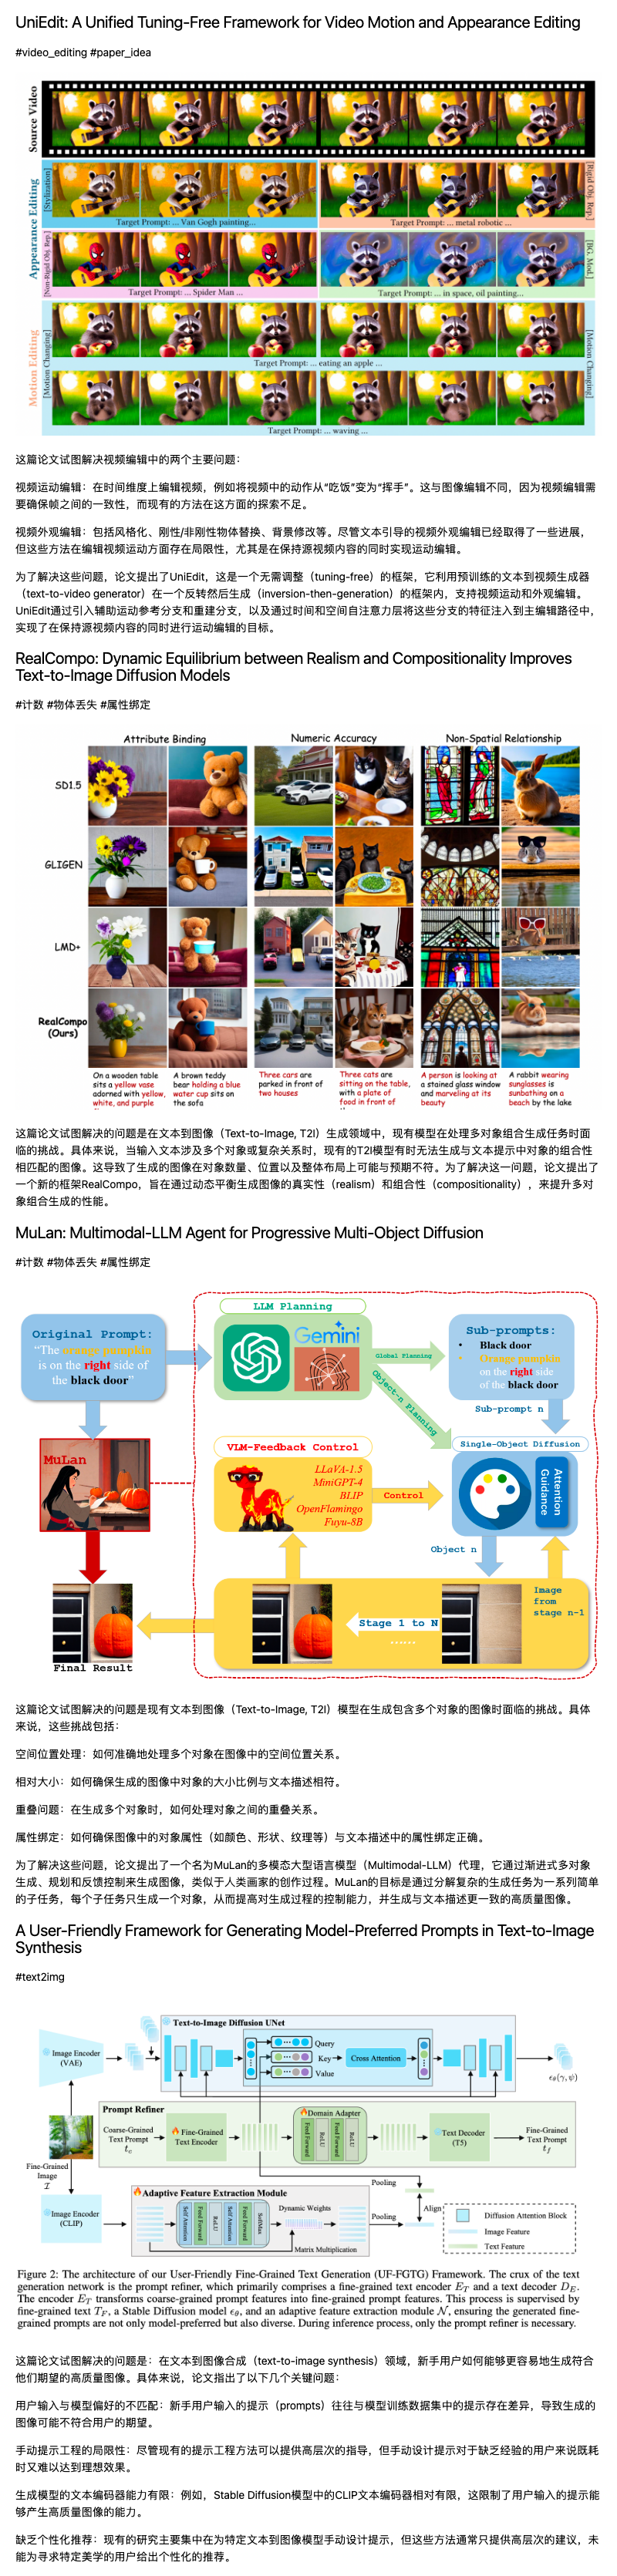 UniEdit: A Unified Tuning-Free Framework for Video Motion and Appearance Editing
#video_editing #paper_idea
Source Video
Appearance Editing
[Stylization]
[Rigid Obj. Rep.]
Target Prompt: ... Van Gogh painting...
Target Prompt: ... metal robotic ...
[Non-Rigid Obj. Rep.]
[BG. Mod.]
Target Prompt: ... Spider Man ...
Target Prompt: ... in space, oil painting...
Motion Editing
[Motion Changing]
[Motion Changing]
Target Prompt: ... eating an apple ...
Target Prompt: ... waving ...
这篇论文试图解决视频编辑中的两个主要问题：
视频运动编辑：在时间维度上编辑视频，例如将视频中的动作从“吃饭”变为“挥手”。这与图像编辑不同，因为视频编辑需
要确保帧之间的一致性，而现有的方法在这方面的探索不足。
视频外观编辑：包括风格化、刚性/非刚性物体替换、背景修改等。尽管文本引导的视频外观编辑已经取得了一些进展，
但这些方法在编辑视频运动方面存在局限性，尤其是在保持源视频内容的同时实现运动编辑。
为了解决这些问题，论文提出了UniEdit，这是一个无需调整（tuning-free）的框架，它利用预训练的文本到视频生成器
（text-to-video generator）在一个反转然后生成（inversion-then-generation）的框架内，支持视频运动和外观编辑。
UniEdit通过引入辅助运动参考分支和重建分支，以及通过时间和空间自注意力层将这些分支的特征注入到主编辑路径中，
实现了在保持源视频内容的同时进行运动编辑的目标。
RealCompo: Dynamic Equilibrium between Realism and Compositionality Improves
Text-to-Image Diffusion Models
#计数 #物体丢失 #属性绑定
Attribute Binding
Numeric Accuracy
Non-Spatial Relationship
SD1.5
GLIGEN
LMD+
RealCompo
(Ours)
On a wooden table
sits a yellow vase
adorned with yellow,
white, and purple
A brown teddy
bear holding a blue
water cup sits on
the sofa
Three cars are
parked in front of
two houses
Three cats are
sitting on the table,
with a plate of
food in front of
A person is looking at
a stained glass window
and marveling at its
beauty
A rabbit wearing
sunglasses is
sunbathing on a
beach by the lake
这篇论文试图解决的问题是在文本到图像（Text-to-Image, T2I）生成领域中，现有模型在处理多对象组合生成任务时面
临的挑战。具体来说，当输入文本涉及多个对象或复杂关系时，现有的T2I模型有时无法生成与文本提示中对象的组合性
相匹配的图像。这导致了生成的图像在对象数量、位置以及整体布局上可能与预期不符。为了解决这一问题，论文提出了
一个新的框架RealCompo，旨在通过动态平衡生成图像的真实性（realism）和组合性（compositionality），来提升多对
象组合生成的性能。
MuLan: Multimodal-LLM Agent for Progressive Multi-Object Diffusion
#计数 #物体丢失 #属性绑定
LLM Planning
Original Prompt:
“The orange pumpkin
is on the right side of
the black door”
Gemini
Global Planning
Object-n Planning
Sub-prompts:
• Black door
• Orange pumpkin
on the right side
of the black door
Sub-prompt n
MuLan
VLM-Feedback Control
LLaVA-1.5
MiniGPT-4
BLIP
OpenFlamingo
Fuyu-8B
Control
Single-Object Diffusion
Attention
Guidance
Object n
Image
from
stage n-1
Stage 1 to N
......
Final Result
这篇论文试图解决的问题是现有文本到图像（Text-to-Image, T2I）模型在生成包含多个对象的图像时面临的挑战。具体
来说，这些挑战包括：
空间位置处理：如何准确地处理多个对象在图像中的空间位置关系。
相对大小：如何确保生成的图像中对象的大小比例与文本描述相符。
重叠问题：在生成多个对象时，如何处理对象之间的重叠关系。
属性绑定：如何确保图像中的对象属性（如颜色、形状、纹理等）与文本描述中的属性绑定正确。
为了解决这些问题，论文提出了一个名为MuLan的多模态大型语言模型（Multimodal-LLM）代理，它通过渐进式多对象
生成、规划和反馈控制来生成图像，类似于人类画家的创作过程。MuLan的目标是通过分解复杂的生成任务为一系列简单
的子任务，每个子任务只生成一个对象，从而提高对生成过程的控制能力，并生成与文本描述更一致的高质量图像。
A User-Friendly Framework for Generating Model-Preferred Prompts in Text-to-Image
Synthesis
#text2img
Text-to-Image Diffusion UNet
Image Encoder
(VAE)
Query
Key
Value
Cross Attention
ϵθ(γ,ψ)
Prompt Refiner
Coarse-Grained
Text Prompt
t_c
Fine-Grained
Text Encoder
Domain Adapter
Feed Forward
ReLU
Feed Forward
ReLU
Text Decoder
(T5)
Fine-Grained
Text Prompt
t_f
Fine-Grained
Image
I
Image Encoder
(CLIP)
Adaptive Feature Extraction Module
Self Attention
Feed Forward
ReLU
Self Attention
Feed Forward
SoftMax
Dynamic Weights
Matrix Multiplication
Pooling
Pooling
Align
Diffusion Attention Block
Image Feature
Text Feature
Figure 2: The architecture of our User-Friendly Fine-Grained Text Generation (UF-FGTG) Framework. The crux of the text
generation network is the prompt refiner, which primarily comprises a fine-grained text encoder E_T and a text decoder D_E.
The encoder E_T transforms coarse-grained prompt features into fine-grained prompt features. This process is supervised by
fine-grained text T_F, a Stable Diffusion model ϵθ, and an adaptive feature extraction module N, ensuring the generated fine-
grained prompts are not only model-preferred but also diverse. During inference process, only the prompt refiner is necessary.
这篇论文试图解决的问题是：在文本到图像合成（text-to-image synthesis）领域，新手用户如何能够更容易地生成符合
他们期望的高质量图像。具体来说，论文指出了以下几个关键问题：
用户输入与模型偏好的不匹配：新手用户输入的提示（prompts）往往与模型训练数据集中的提示存在差异，导致生成的
图像可能不符合用户的期望。
手动提示工程的局限性：尽管现有的提示工程方法可以提供高层次的指导，但手动设计提示对于缺乏经验的用户来说既耗
时又难以达到理想效果。
生成模型的文本编码器能力有限：例如，Stable Diffusion模型中的CLIP文本编码器相对有限，这限制了用户输入的提示能
够产生高质量图像的能力。
缺乏个性化推荐：现有的研究主要集中在为特定文本到图像模型手动设计提示，但这些方法通常只提供高层次的建议，未
能为寻求特定美学的用户给出个性化的推荐。